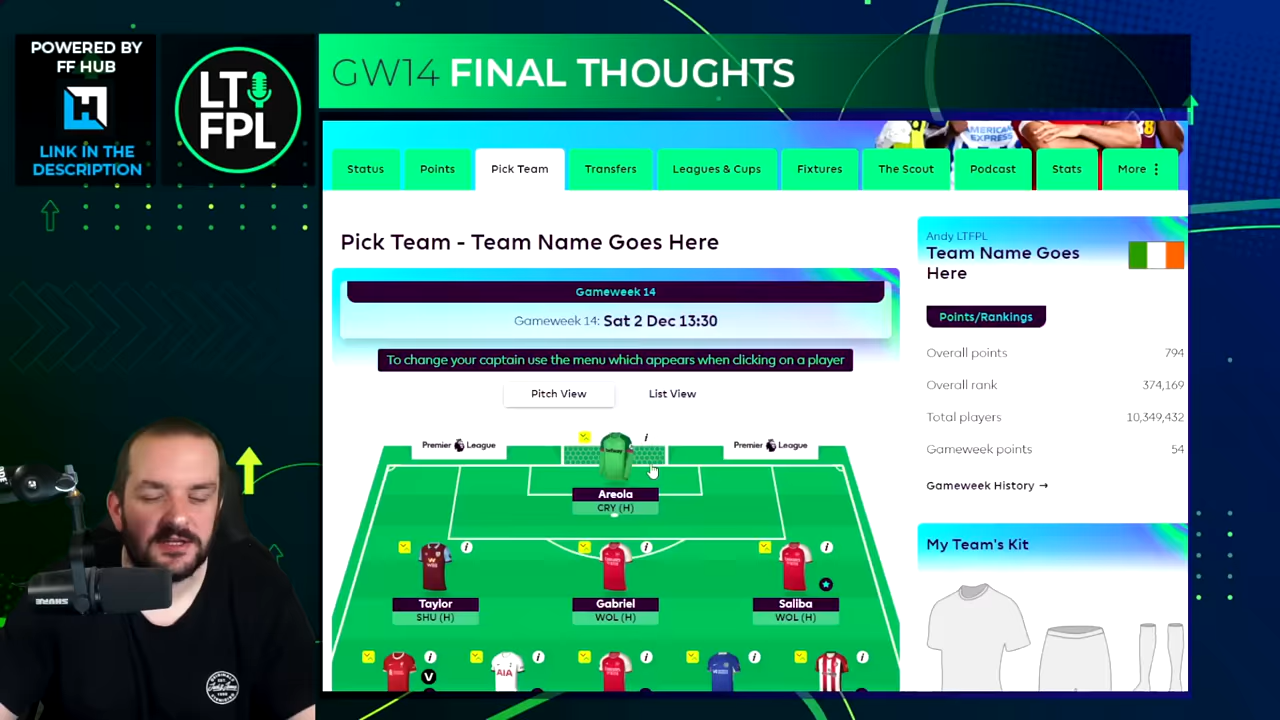 POWERED BY
FF HUB
LINK IN THE
DESCRIPTION
LT
FPL
GW14 FINAL THOUGHTS
AMERICAN
EXPRESS
Status
Points
Pick Team
Transfers
Leagues & Cups
Fixtures
The Scout
Podcast
Stats
More
Pick Team - Team Name Goes Here
Gameweek 14
Gameweek 14: Sat 2 Dec 13:30
To change your captain use the menu which appears when clicking on a player
Pitch View
List View
Premier League
Premier League
betway
Areola
CRY (H)
Taylor
SHU (H)
Gabriel
WOL (H)
Saliba
WOL (H)
AIA
V
Andy LTFPL
Team Name Goes
Here
Points/Rankings
Overall points 794
Overall rank 374,169
Total players 10,349,432
Gameweek points 54
Gameweek History →
My Team's Kit